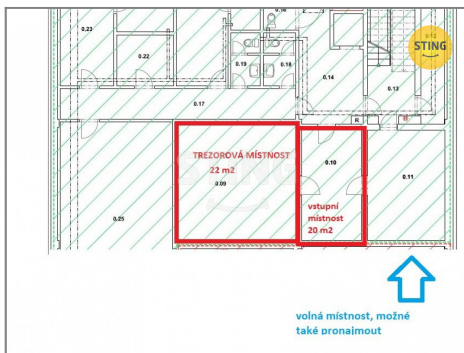 0.23
0.22
0.16
0.19
0.18
0.14
s.r.o.
STING
0.13
0.17
R
TREZOROVÁ MÍSTNOST
22 m2
0.09
0.10
0.11
0.25
vstupní
místnost
20 m2
volná místnost, možné
také pronajmout